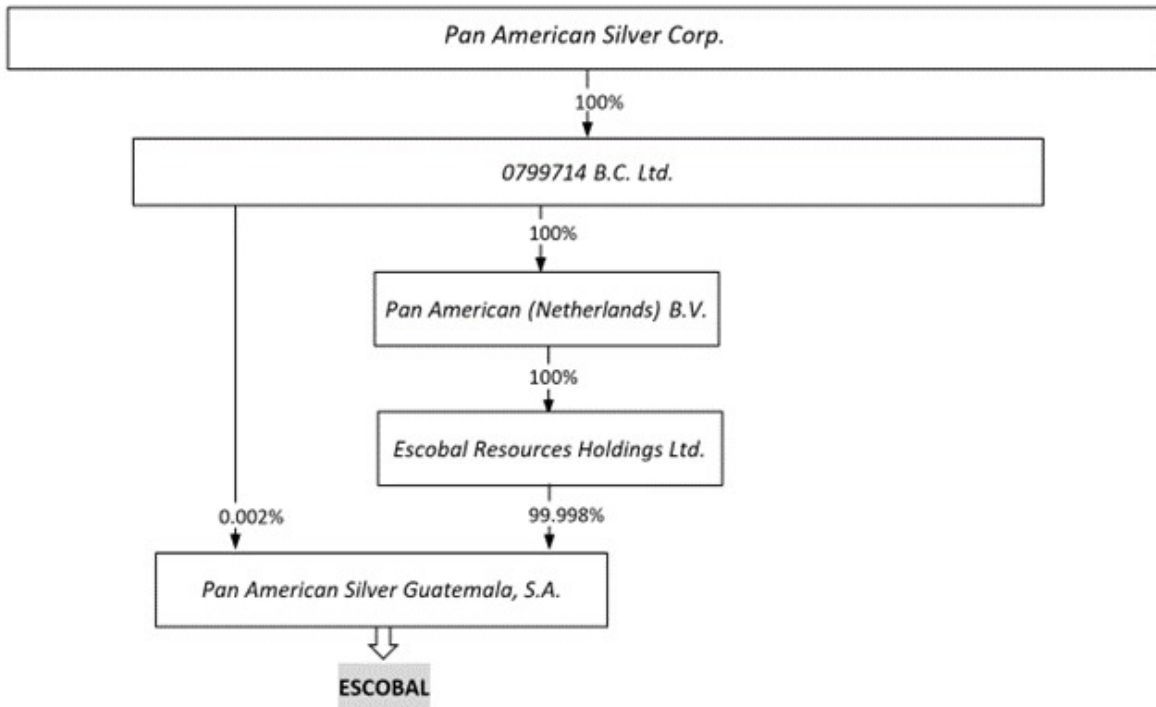 Pan American Silver Corp.
100%
0799714 B.C. Ltd.
100%
Pan American (Netherlands) B.V.
100%
Escobal Resources Holdings Ltd.
0.002%
99.998%
Pan American Silver Guatemala, S.A.
ESCOBAL